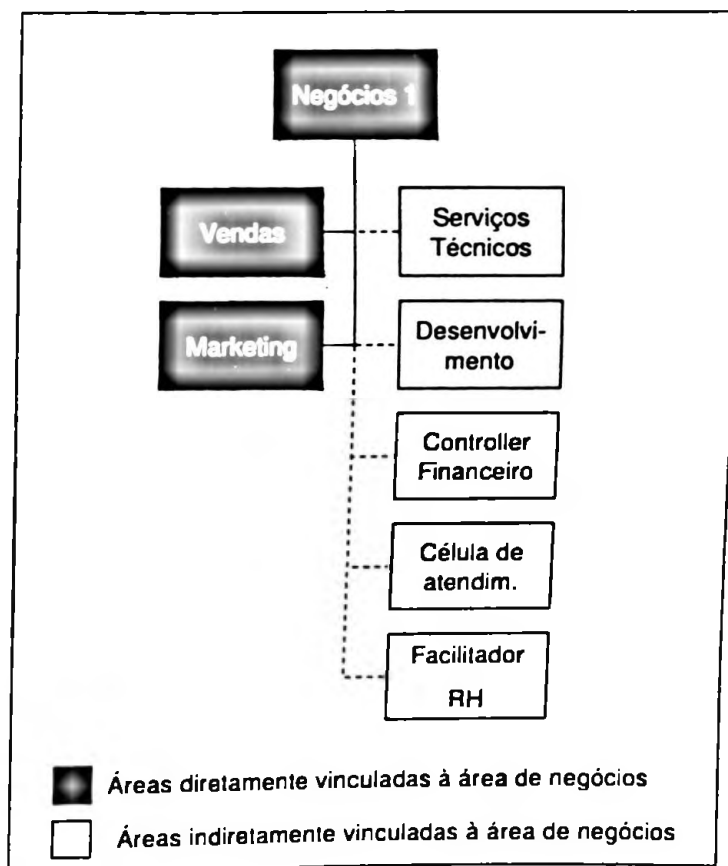 Negócios 1
Vendas
Serviços
Técnicos
Marketing
Desenvolvi-
mento
Controller
Financeiro
Célula de
atendim.
Facilitador
RH
Áreas diretamente vinculadas à área de negócios
Áreas indiretamente vinculadas à área de negócios